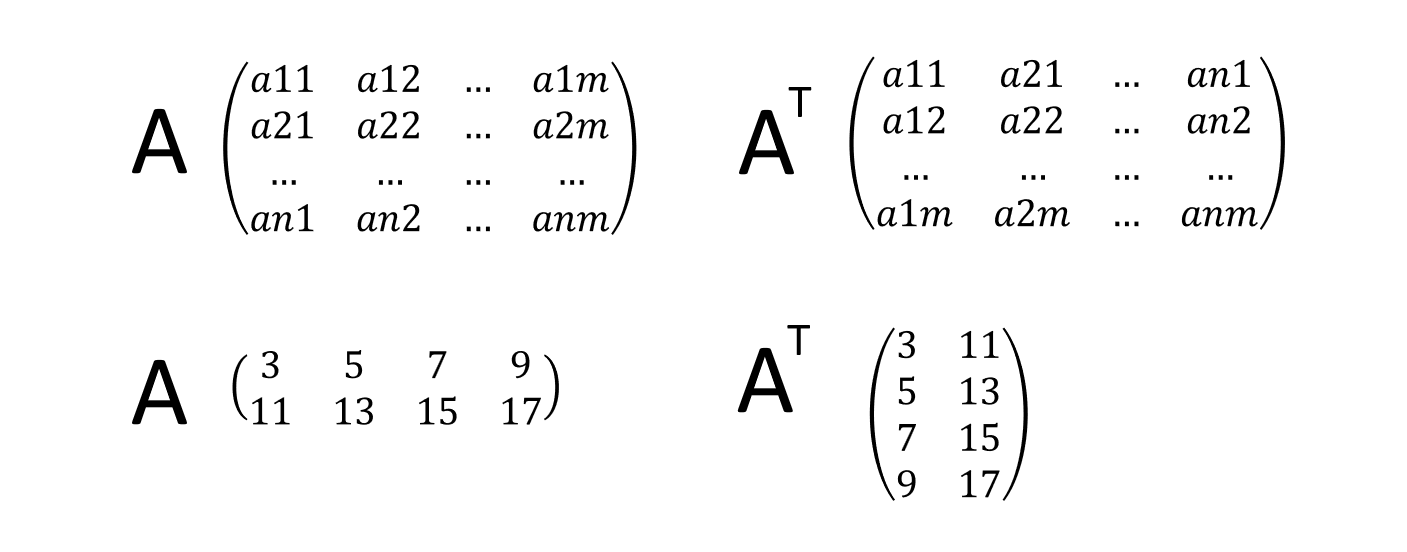 A
a11 a12 ... a1m
a21 a22 ... a2m
... ... ... ...
an1 an2 ... anm
A^T
a11 a21 ... an1
a12 a22 ... an2
... ... ... ...
a1m a2m ... anm
A
3 5 7 9
11 13 15 17
A^T
3 11
5 13
7 15
9 17